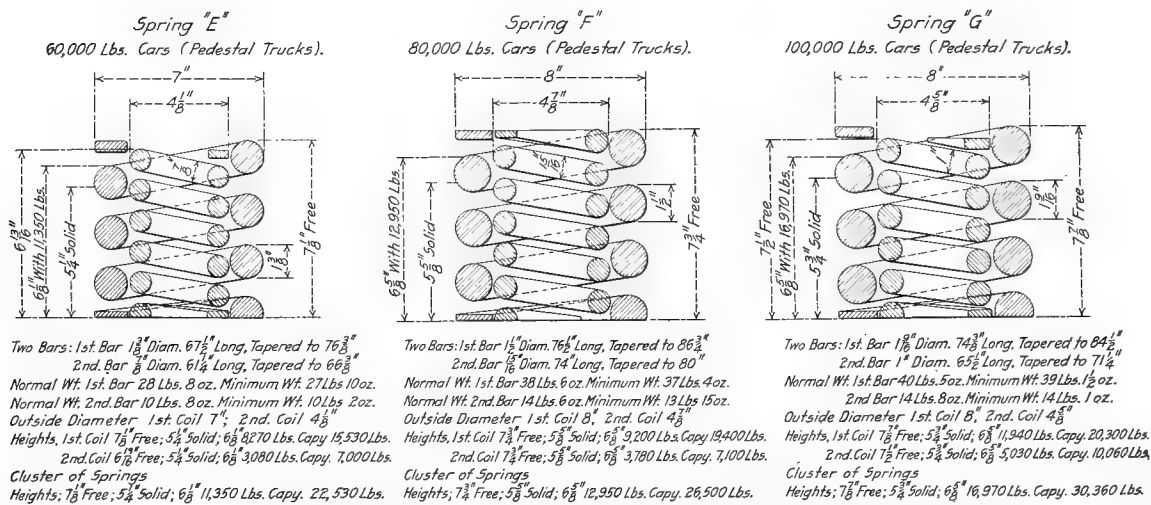 Spring "E"
60,000 Lbs. Cars (Pedestal Trucks).
7"
4 1/8"
7/8"
6 13/16"
6 1/8" With 11,350 Lbs.
5 1/4" Solid
1 3/8"
7 1/8" Free
Two Bars: 1st. Bar 1 3/8" Diam. 67 1/2" Long, Tapered to 76 3/8"
2nd. Bar 7/8" Diam. 61 1/4" Long, Tapered to 66 3/8"
Normal Wt. 1st. Bar 28 Lbs. 8 oz. Minimum Wt. 27 Lbs 10oz.
Normal Wt. 2nd. Bar 10 Lbs. 8 oz. Minimum Wt. 10 Lbs 2oz.
Outside Diameter 1st. Coil 7", 2nd. Coil 4 1/8"
Heights, 1st. Coil 7 1/8" Free; 5 1/4" Solid; 6 1/8" 8,270 Lbs. Capy 15,530 Lbs.
2nd. Coil 6 13/16" Free; 5 1/4" Solid; 6 1/8" 3,080 Lbs. Capy. 7,000 Lbs.
Cluster of Springs
Heights; 7 1/8" Free; 5 1/4" Solid; 6 1/8" 11,350 Lbs. Capy. 22,530 Lbs.
Spring "F"
80,000 Lbs. Cars (Pedestal Trucks).
8"
4 7/8"
15/16"
6 5/8" With 12,950 Lbs.
5 5/8" Solid
1 1/2"
7 3/4" Free
Two Bars: 1st. Bar 1 1/2" Diam. 76 1/2" Long, Tapered to 86 3/4"
2nd. Bar 15/16" Diam. 74" Long, Tapered to 80"
Normal Wt. 1st. Bar 38 Lbs. 6 oz. Minimum Wt. 37 Lbs. 4oz.
Normal Wt. 2nd. Bar 14 Lbs. 6 oz. Minimum Wt. 13 Lbs 15oz.
Outside Diameter 1st. Coil 8", 2nd. Coil 4 7/8"
Heights, 1st. Coil 7 3/4" Free; 5 5/8" Solid; 6 5/8" 9,200 Lbs. Capy 19,400 Lbs.
2nd. Coil 7 3/4" Free; 5 5/8" Solid; 6 5/8" 3,780 Lbs. Capy. 7,100 Lbs.
Cluster of Springs
Heights; 7 3/4" Free; 5 5/8" Solid; 6 5/8" 12,950 Lbs. Capy. 26,500 Lbs.
Spring "G"
100,000 Lbs. Cars (Pedestal Trucks).
8"
4 5/8"
1"
7 1/2" Free
6 5/8" With 16,970 Lbs.
5 3/4" Solid
1 9/16"
7 7/8" Free
Two Bars: 1st. Bar 1 9/16" Diam. 74 3/8" Long, Tapered to 84 1/2"
2nd. Bar 1" Diam. 65 1/2" Long, Tapered to 71 1/4"
Normal Wt. 1st. Bar 40 Lbs. 5oz. Minimum Wt. 39 Lbs. 1 1/2 oz.
2nd Bar 14 Lbs. 8oz. Minimum Wt. 14 Lbs. 1 oz.
Outside Diameter 1st. Coil 8", 2nd. Coil 4 5/8"
Heights, 1st. Coil 7 7/8" Free; 5 3/4" Solid; 6 5/8" 11,940 Lbs. Capy. 20,300 Lbs.
2nd. Coil 7 1/2" Free; 5 3/4" Solid; 6 5/8" 5,030 Lbs. Capy. 10,060 Lbs.
Cluster of Springs
Heights; 7 7/8" Free; 5 3/4" Solid; 6 5/8" 16,970 Lbs. Capy. 30,360 Lbs.